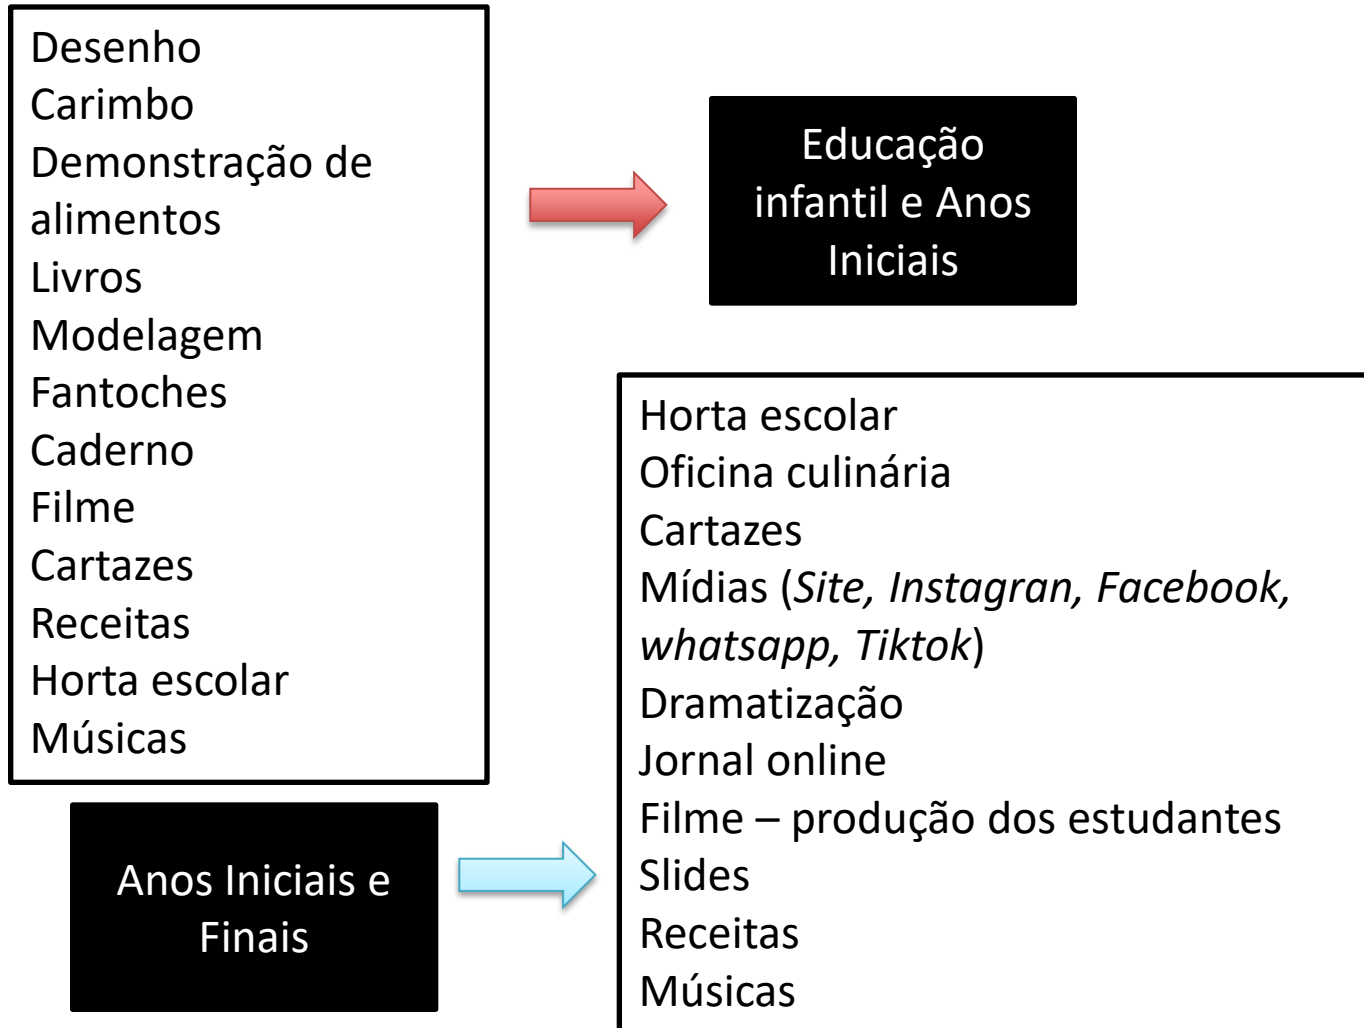 Desenho
Carimbo
Demonstração de
alimentos
Livros
Modelagem
Fantoches
Caderno
Filme
Cartazes
Receitas
Horta escolar
Músicas
Educação
infantil e Anos
Iniciais
Anos Iniciais e
Finais
Horta escolar
Oficina culinária
Cartazes
Mídias (Site, Instagran, Facebook,
whatsapp, Tiktok)
Dramatização
Jornal online
Filme – produção dos estudantes
Slides
Receitas
Músicas